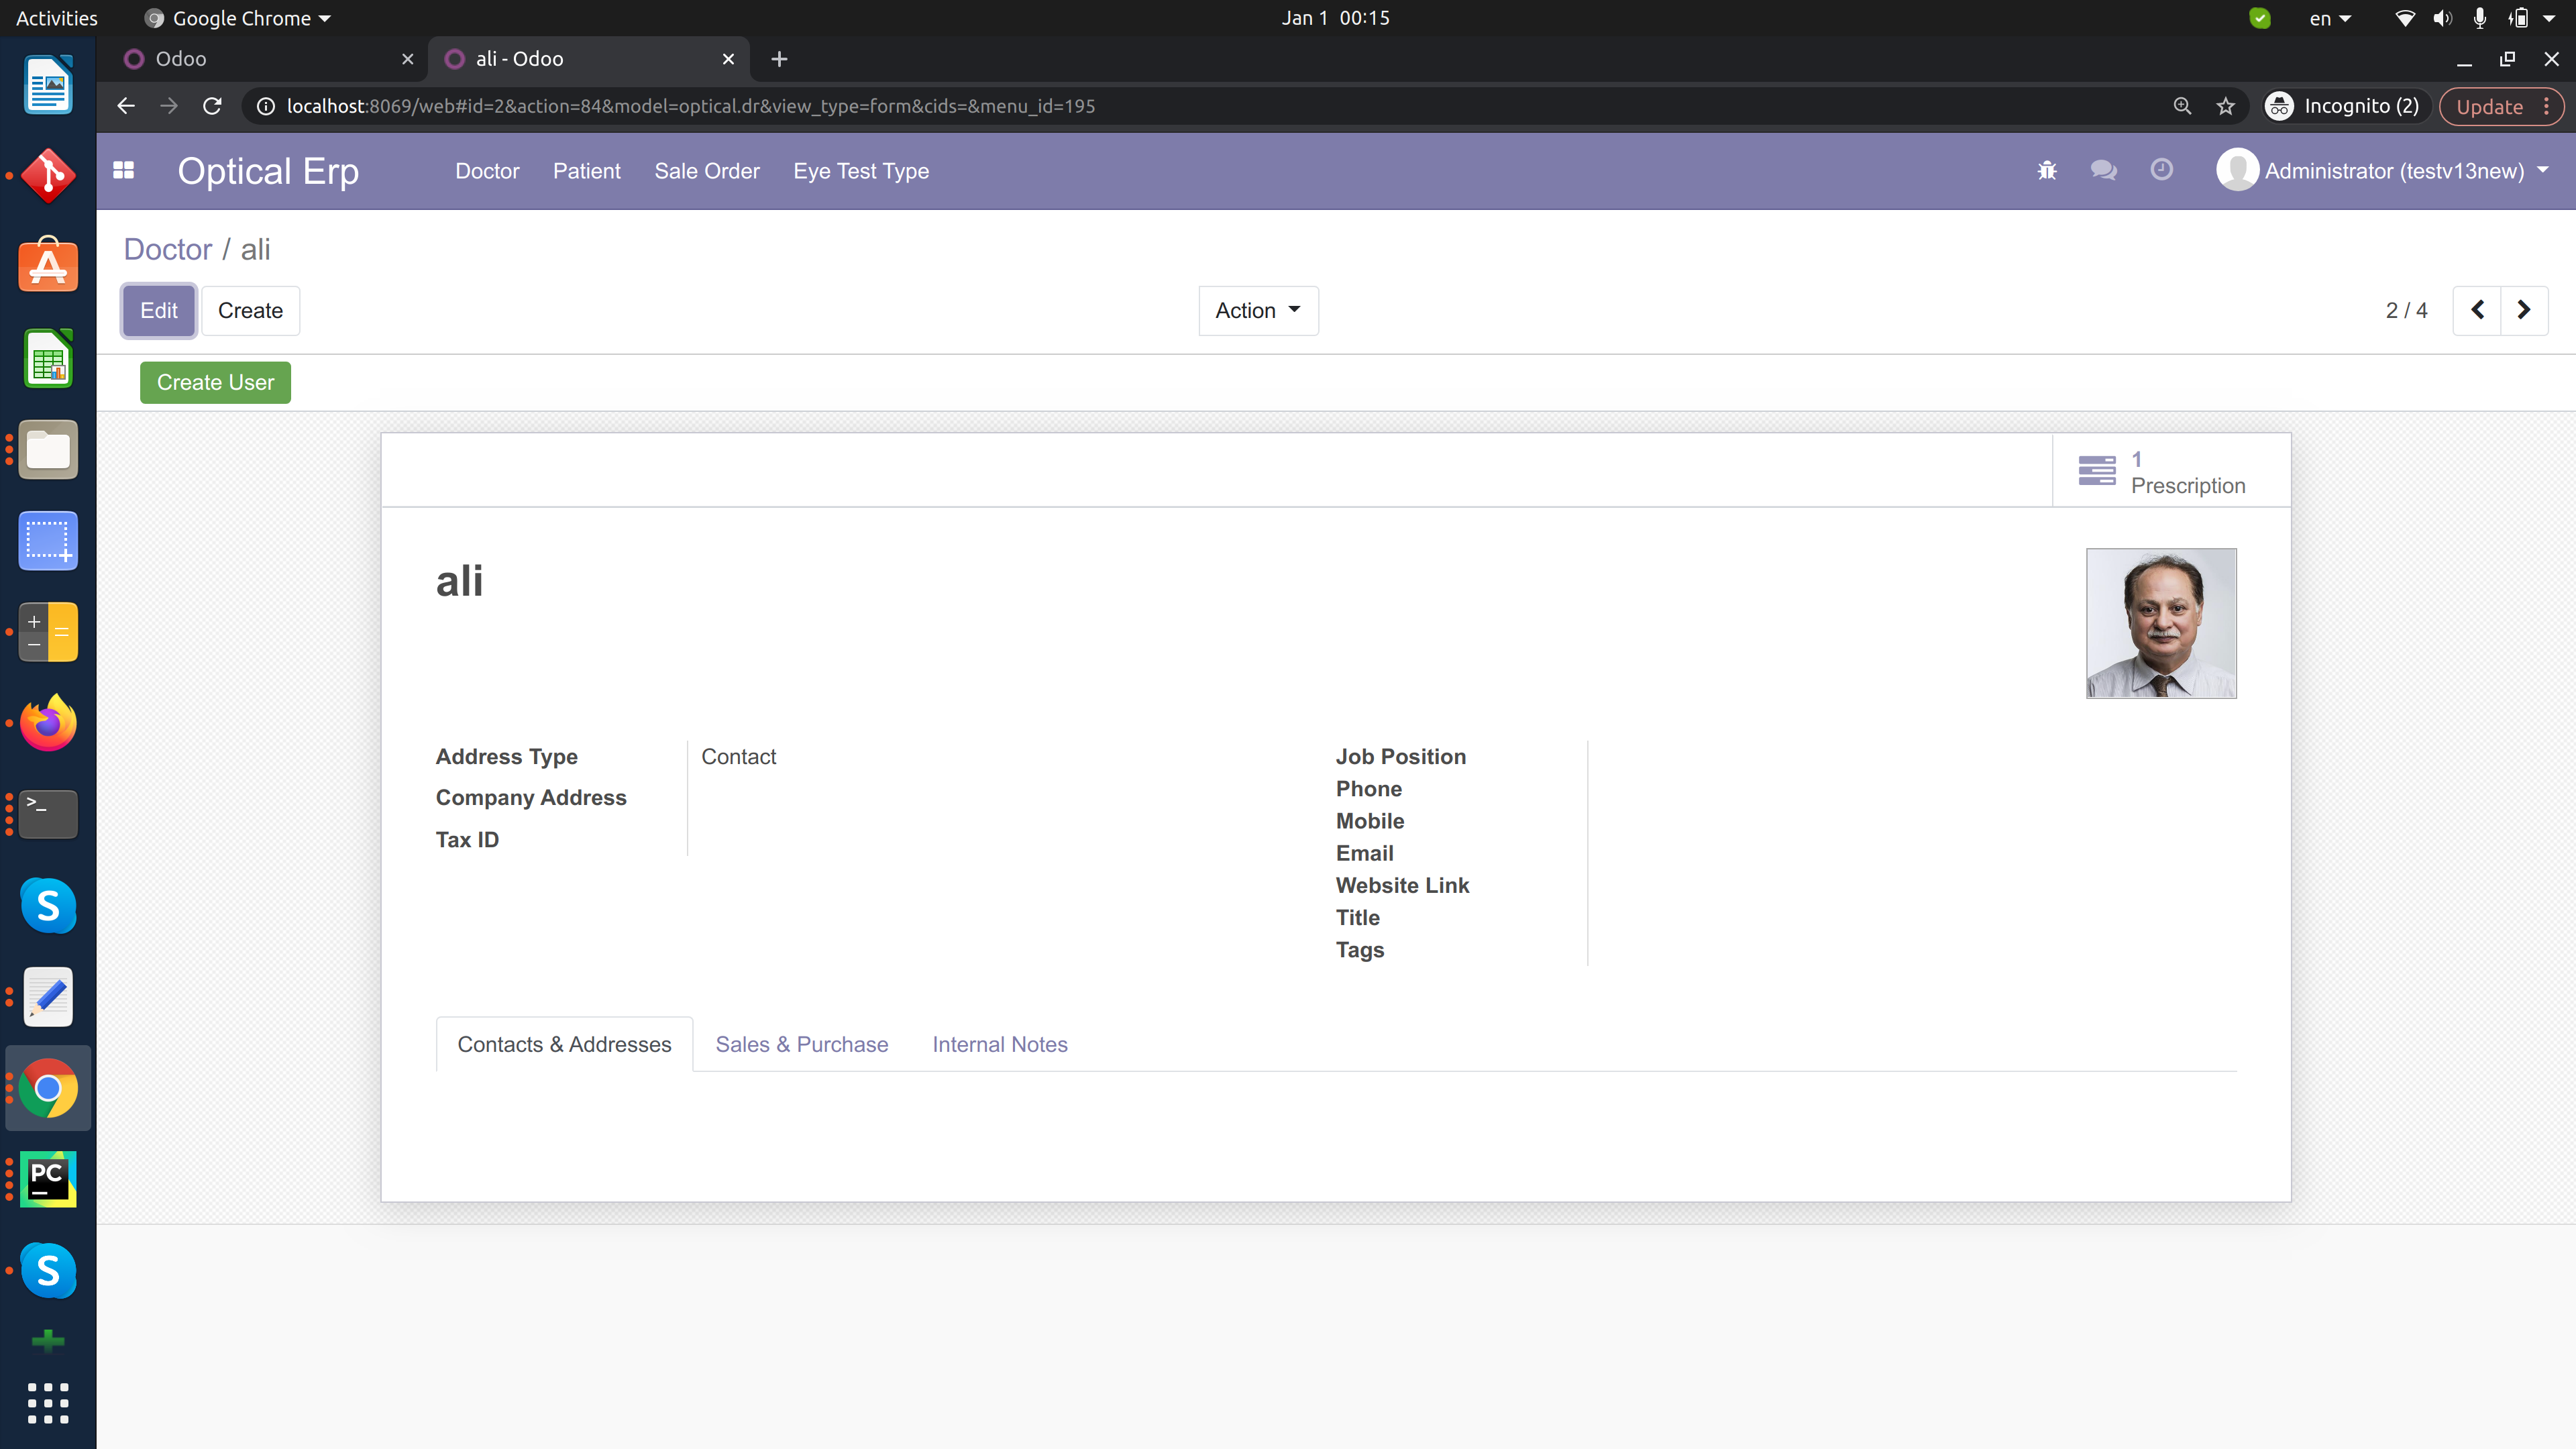 Activities Google Chrome Jan 1 00:15 en
Odoo ali - Odoo
localhost:8069/web#id=2&action=84&model=optical.dr&view_type=form&cids=&menu_id=195 Incognito (2) Update
Optical Erp Doctor Patient Sale Order Eye Test Type Administrator (testv13new)
Doctor / ali
Edit Create Action 2 / 4
Create User
1
Prescription
ali
Address Type Contact
Company Address
Tax ID
Job Position
Phone
Mobile
Email
Website Link
Title
Tags
Contacts & Addresses Sales & Purchase Internal Notes
>_
S
PC
S